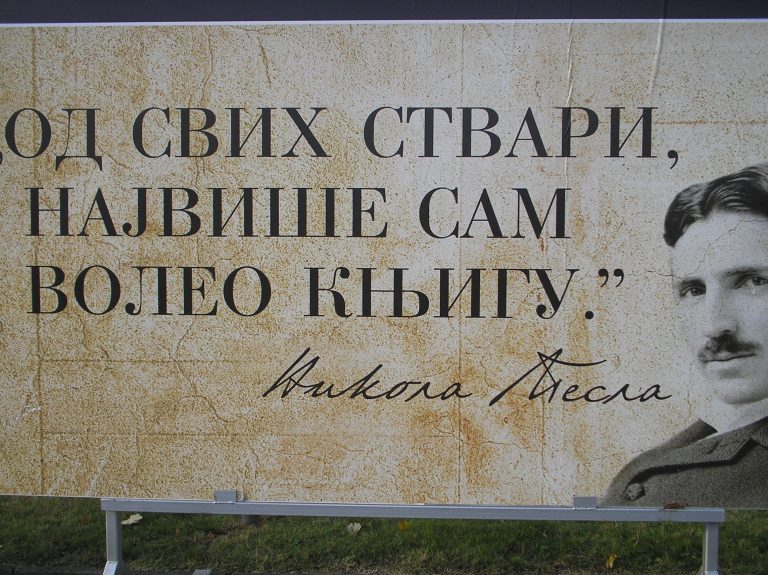 „ОД СВИХ СТВАРИ,
НАЈВИШЕ САМ
ВОЛЕО КЊИГУ.”
Никола Тесла